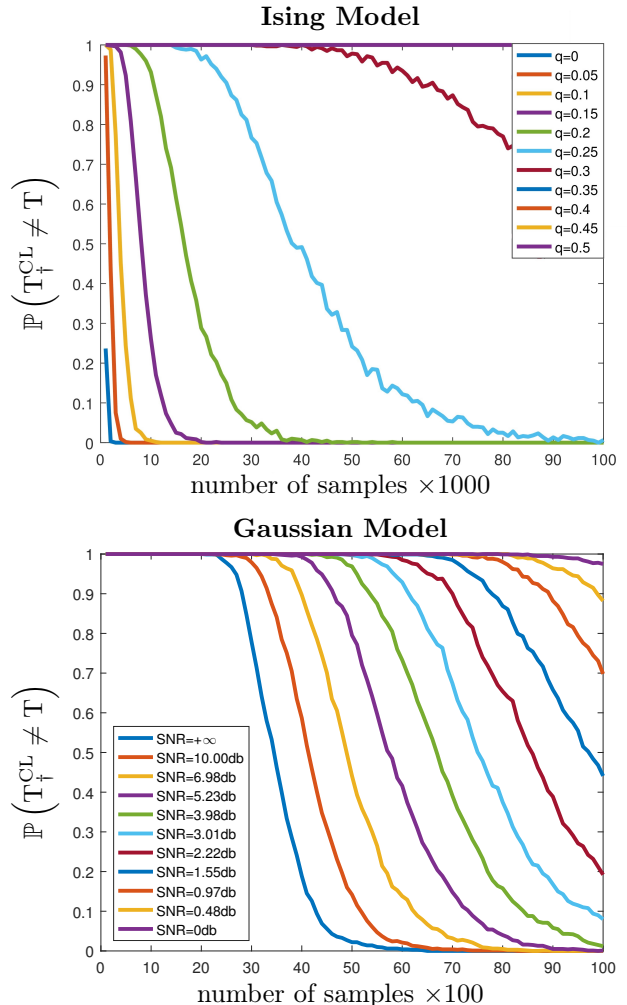 Ising Model
1
0.9
0.8
0.7
0.6
0.5
0.4
0.3
0.2
0.1
0
ℙ(T†^CL ≠ T)
q=0
q=0.05
q=0.1
q=0.15
q=0.2
q=0.25
q=0.3
q=0.35
q=0.4
q=0.45
q=0.5
0 10 20 30 40 50 60 70 80 90 100
number of samples ×1000
Gaussian Model
1
0.9
0.8
0.7
0.6
0.5
0.4
0.3
0.2
0.1
0
ℙ(T†^CL ≠ T)
SNR=+∞
SNR=10.00db
SNR=6.98db
SNR=5.23db
SNR=3.98db
SNR=3.01db
SNR=2.22db
SNR=1.55db
SNR=0.97db
SNR=0.48db
SNR=0db
0 10 20 30 40 50 60 70 80 90 100
number of samples ×100